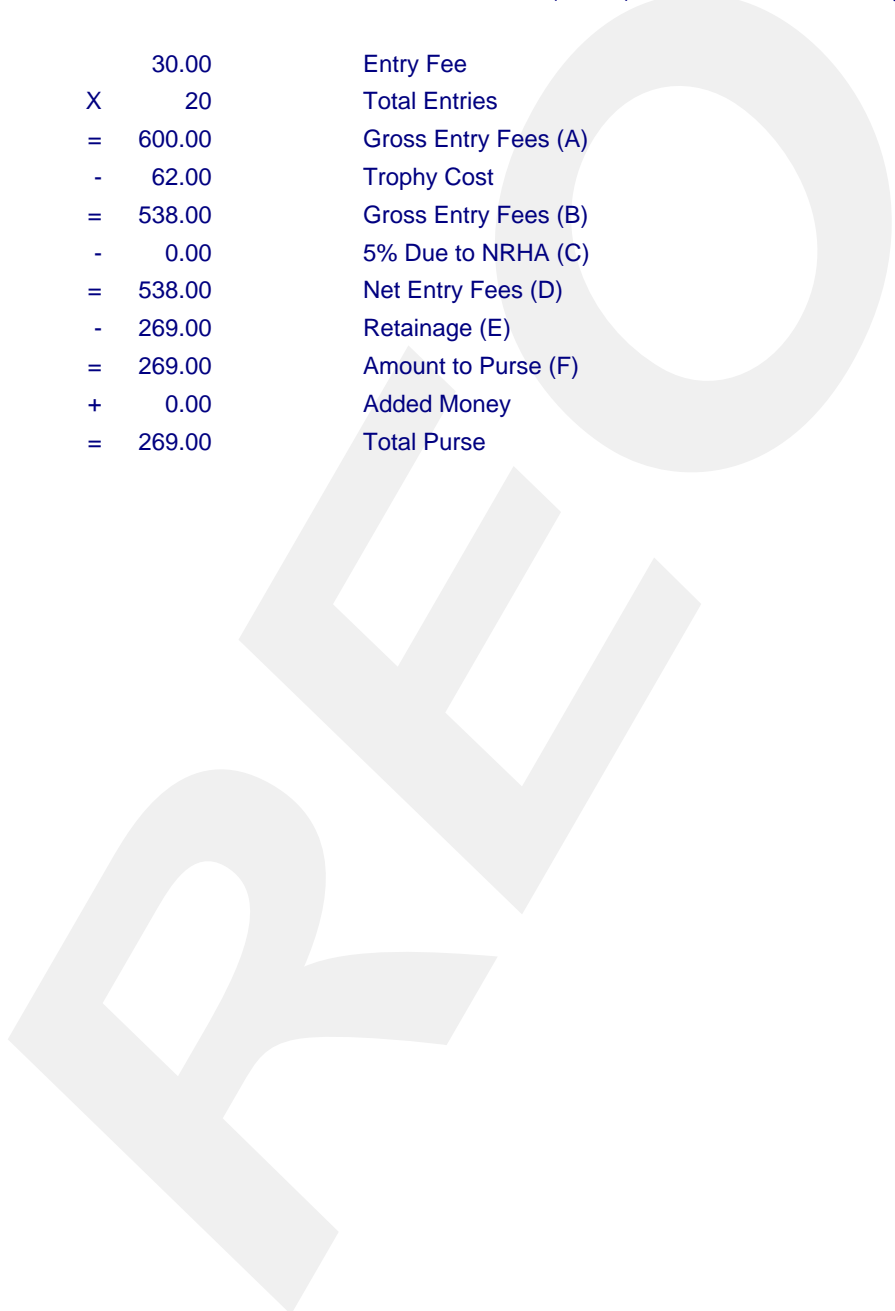 30.00 Entry Fee
X 20 Total Entries
= 600.00 Gross Entry Fees (A)
- 62.00 Trophy Cost
= 538.00 Gross Entry Fees (B)
- 0.00 5% Due to NRHA (C)
= 538.00 Net Entry Fees (D)
- 269.00 Retainage (E)
= 269.00 Amount to Purse (F)
+ 0.00 Added Money
= 269.00 Total Purse
REO